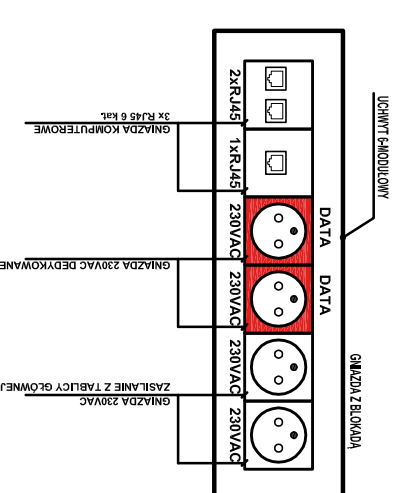 2xRJ45
1xRJ45
230VAC
230VAC
230VAC
230VAC
DATA
DATA
UCHWYT 6-MODUŁOWY
GNIAZDA Z BLOKADĄ
GNIAZDA KOMPUTEROWE
3x RJ45 6 kat.
GNIAZDA 230VAC DEDYKOWANE
GNIAZDA 230VAC
ZASILANIE Z TABLICY GŁÓWNEJ